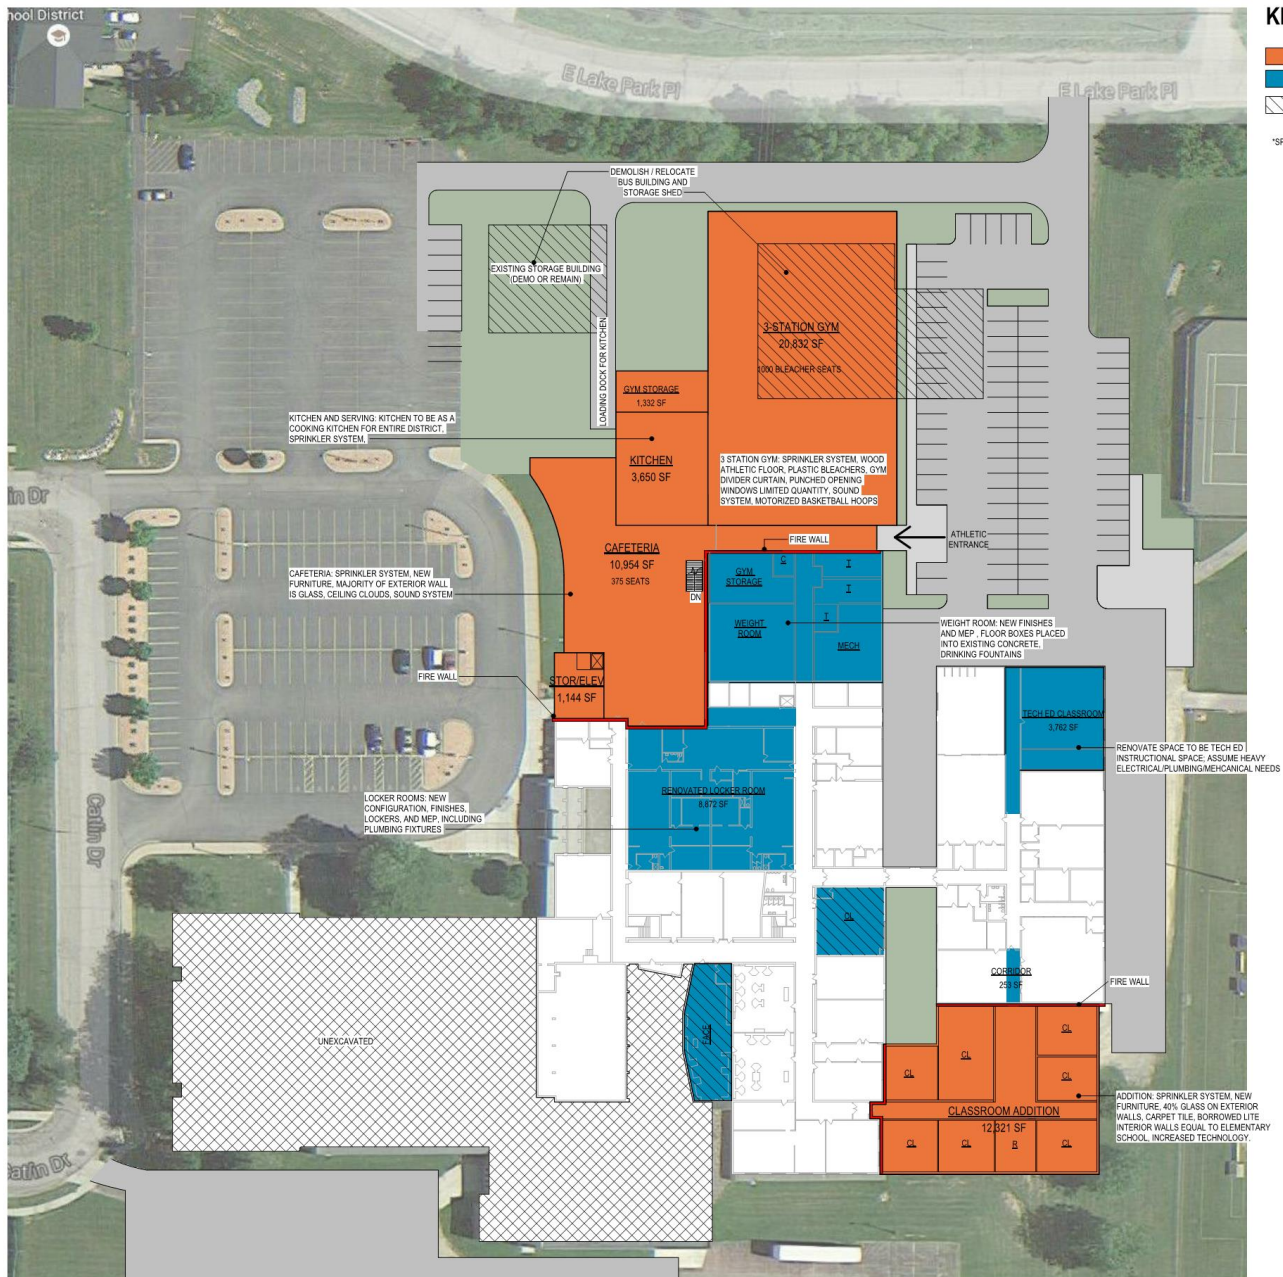 hool District
KI
E Lake Park Pl
E Lake Park Pl
*SF
DEMOLISH / RELOCATE
BUS BUILDING AND
STORAGE SHED
EXISTING STORAGE BUILDING
(DEMO OR REMAIN)
LOADING DOCK FOR KITCHEN
3-STATION GYM
20,832 SF
1000 BLEACHER SEATS
GYM STORAGE
1,332 SF
KITCHEN AND SERVING: KITCHEN TO BE AS A
COOKING KITCHEN FOR ENTIRE DISTRICT,
SPRINKLER SYSTEM,
KITCHEN
3,650 SF
3 STATION GYM: SPRINKLER SYSTEM, WOOD
ATHLETIC FLOOR, PLASTIC BLEACHERS, GYM
DIVIDER CURTAIN, PUNCHED OPENING
WINDOWS LIMITED QUANTITY, SOUND
SYSTEM, MOTORIZED BASKETBALL HOOPS
in Dr
FIRE WALL
ATHLETIC
ENTRANCE
CAFETERIA
10,954 SF
375 SEATS
CAFETERIA: SPRINKLER SYSTEM, NEW
FURNITURE, MAJORITY OF EXTERIOR WALL
IS GLASS, CEILING CLOUDS, SOUND SYSTEM
DN
GYM
STORAGE
C
T
T
T
WEIGHT
ROOM
MECH
WEIGHT ROOM: NEW FINISHES
AND MEP , FLOOR BOXES PLACED
INTO EXISTING CONCRETE,
DRINKING FOUNTAINS
FIRE WALL
STOR/ELEV
1,144 SF
TECH ED CLASSROOM
3,762 SF
RENOVATE SPACE TO BE TECH ED
INSTRUCTIONAL SPACE; ASSUME HEAVY
ELECTRICAL/PLUMBING/MEHCANICAL NEEDS
LOCKER ROOMS: NEW
CONFIGURATION, FINISHES,
LOCKERS, AND MEP, INCLUDING
PLUMBING FIXTURES
RENOVATED LOCKER ROOM
8,872 SF
Catlin Dr
CL
CORRIDOR
253 SF
FIRE WALL
UNEXCAVATED
FACE
CL
CL
CL
CL
CLASSROOM ADDITION
12,321 SF
CL
CL
R
CL
ADDITION: SPRINKLER SYSTEM, NEW
FURNITURE, 40% GLASS ON EXTERIOR
WALLS, CARPET TILE, BORROWED LITE
INTERIOR WALLS EQUAL TO ELEMENTARY
SCHOOL, INCREASED TECHNOLOGY.
Catlin Dr